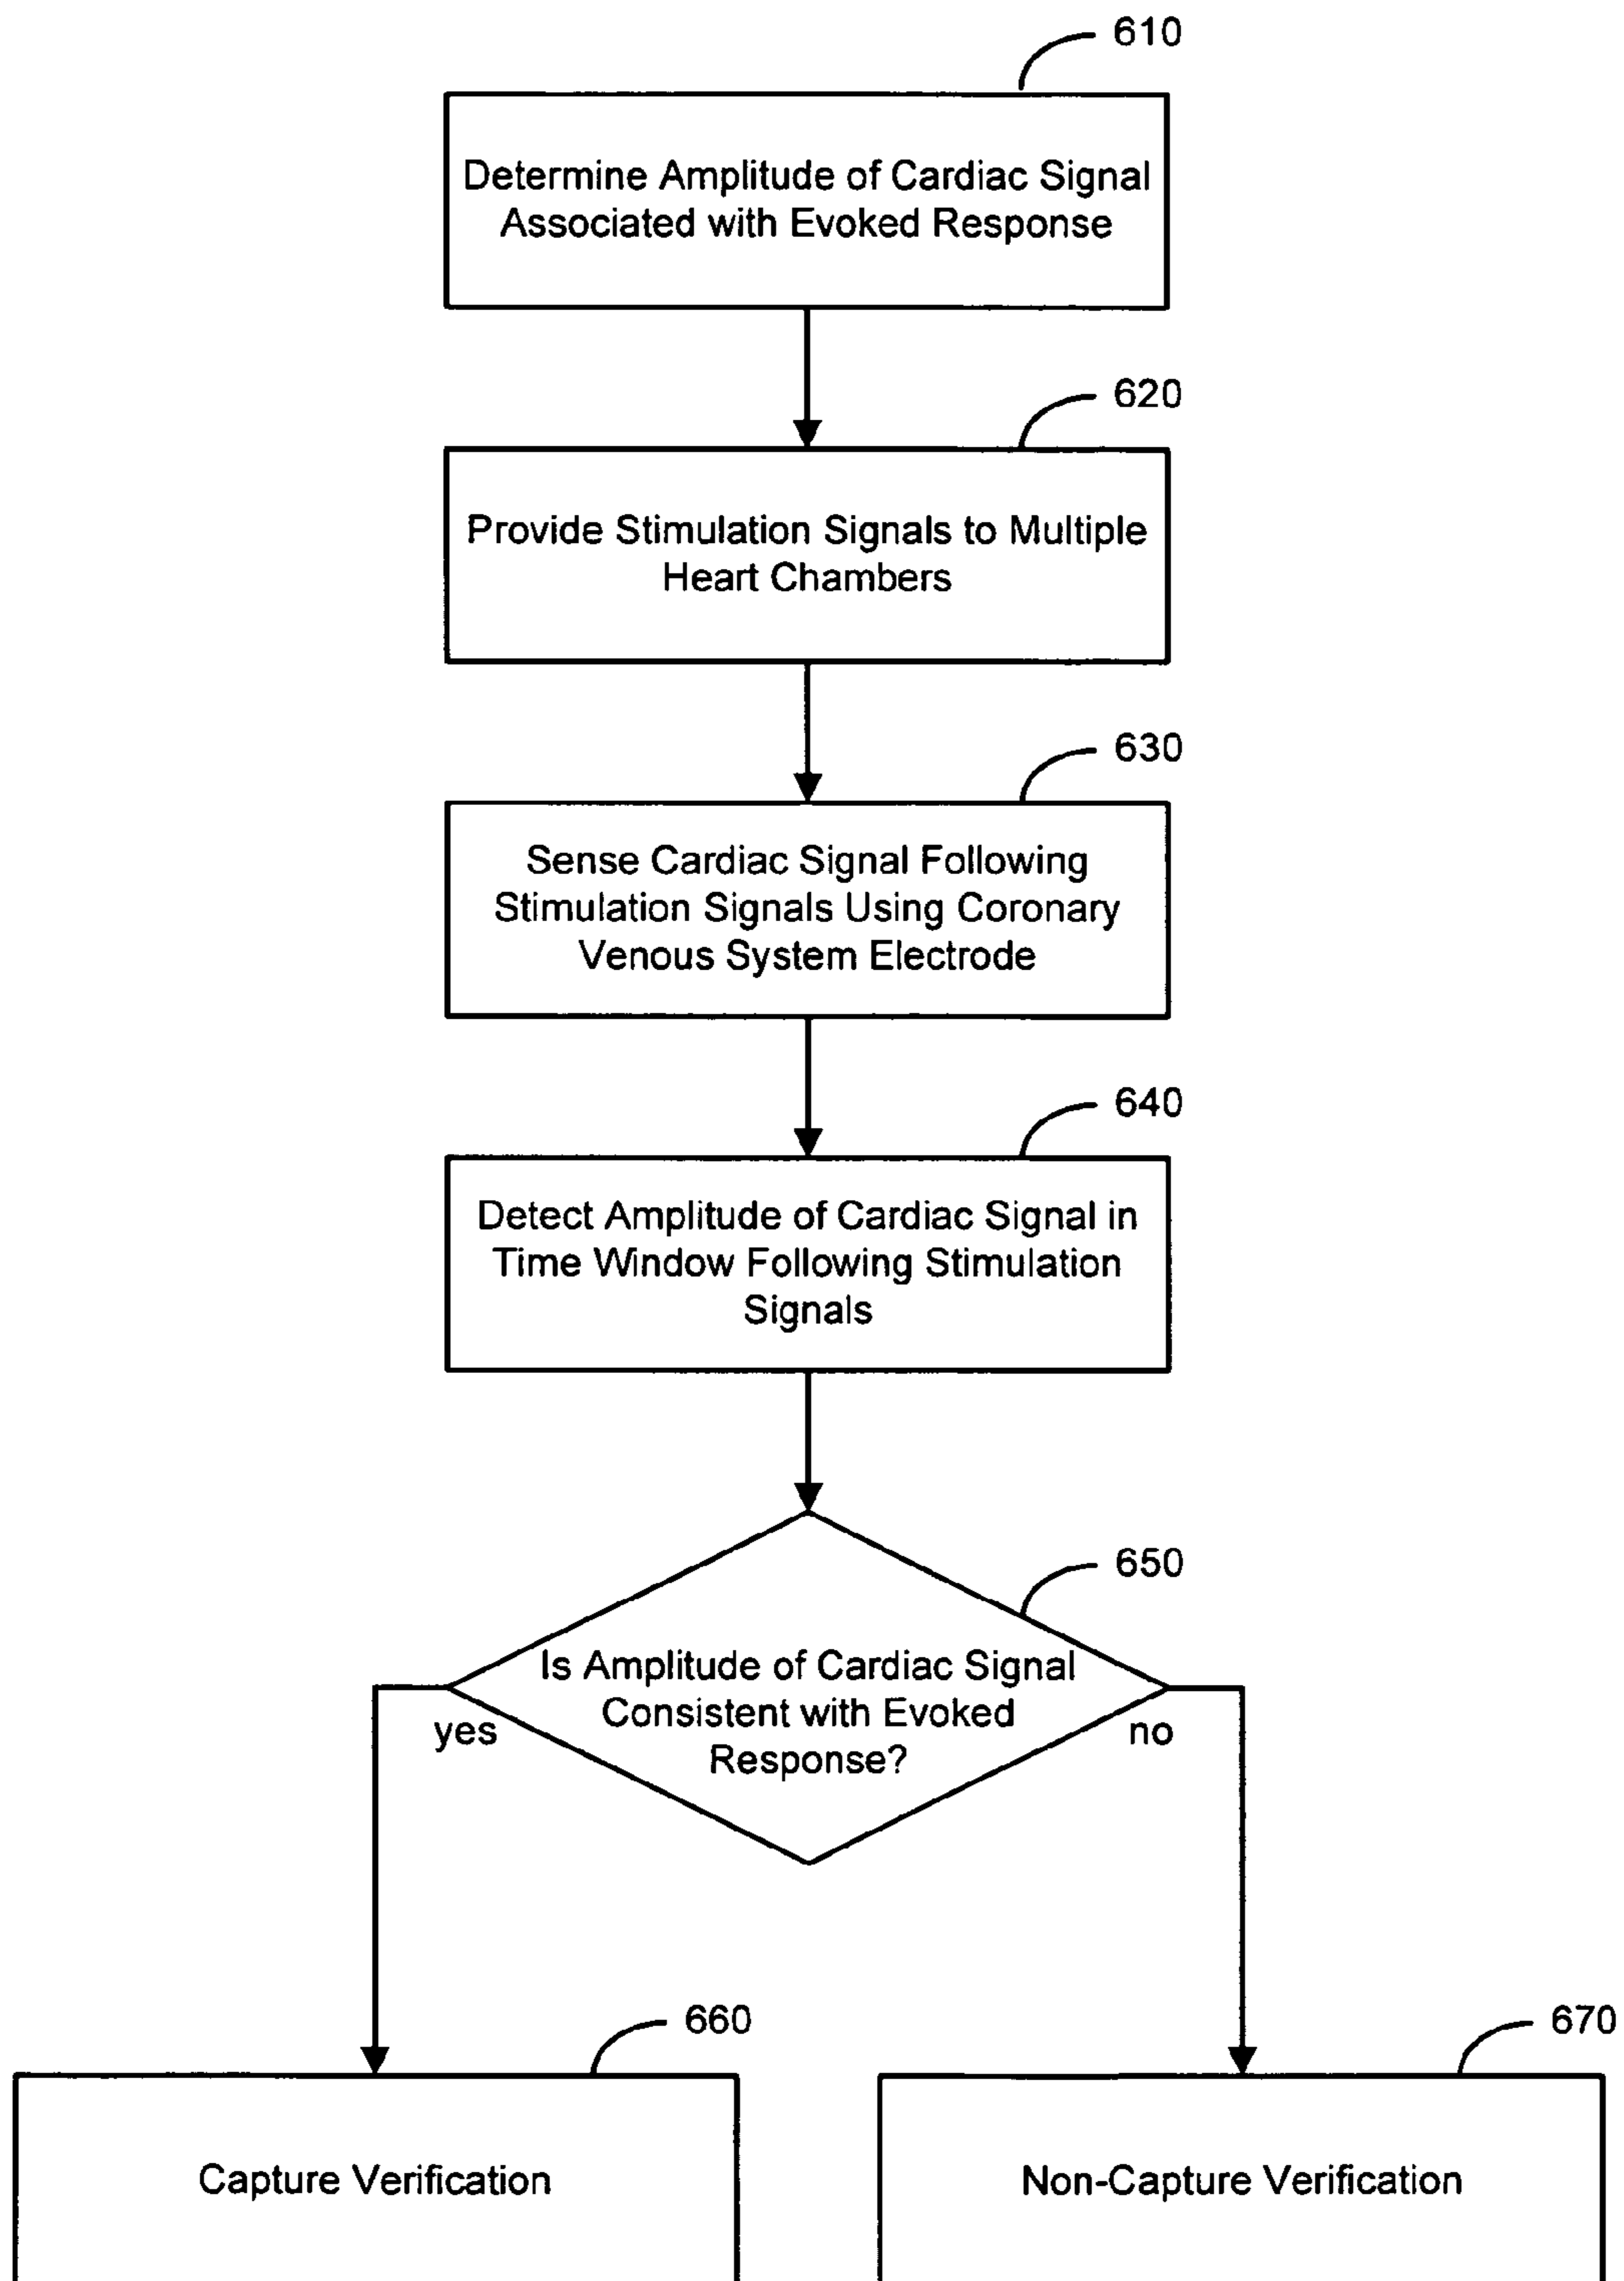 610
Determine Amplitude of Cardiac Signal
Associated with Evoked Response
620
Provide Stimulation Signals to Multiple
Heart Chambers
630
Sense Cardiac Signal Following
Stimulation Signals Using Coronary
Venous System Electrode
640
Detect Amplitude of Cardiac Signal in
Time Window Following Stimulation
Signals
650
Is Amplitude of Cardiac Signal
Consistent with Evoked
Response?
yes
no
660
Capture Verification
670
Non-Capture Verification